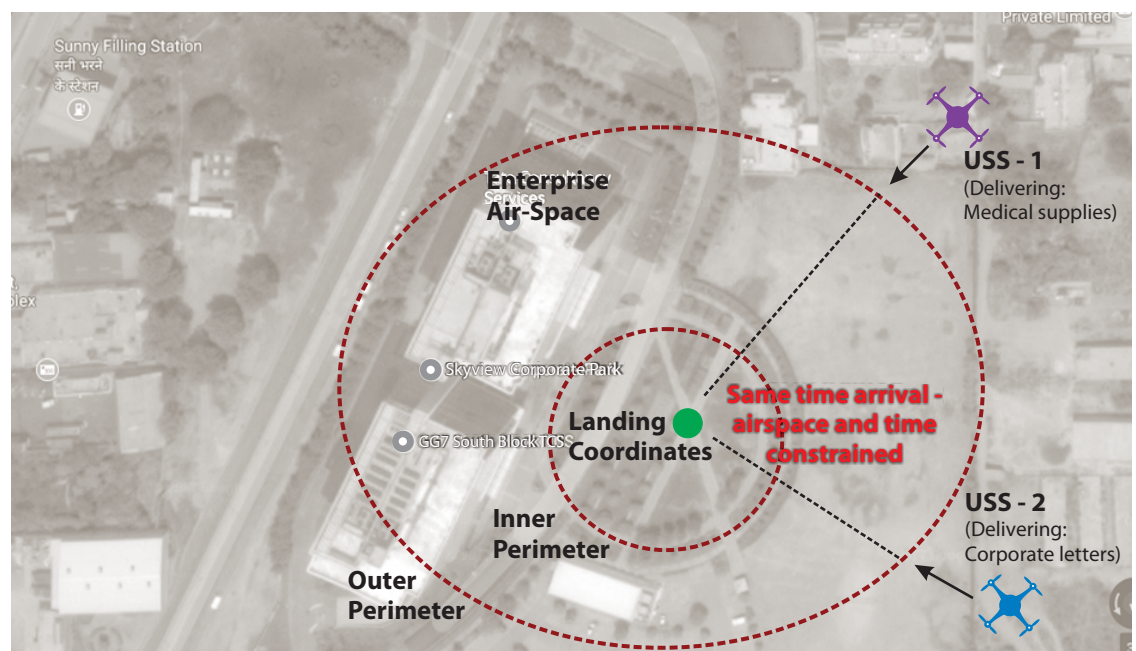 Private Limited
Sunny Filling Station
सनी भरने
के स्टेशन
USS - 1
(Delivering:
Medical supplies)
Enterprise
Services
Air-Space
plex
Skyview Corporate Park
Same time arrival -
airspace and time
constrained
Landing
Coordinates
GG7 South Block TCS
USS - 2
(Delivering:
Corporate letters)
Inner
Perimeter
Outer
Perimeter